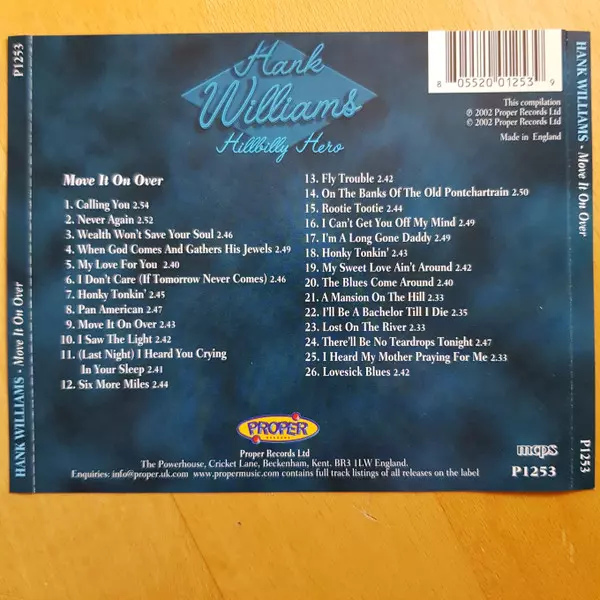 P1253
HANK WILLIAMS · Move It On Over
Hank
Williams
Hillbilly Hero
8 05520 01253 9
This compilation
℗ 2002 Proper Records Ltd
© 2002 Proper Records Ltd
Made in England
Move It On Over
1. Calling You 2.54
2. Never Again 2.52
3. Wealth Won't Save Your Soul 2.46
4. When God Comes And Gathers His Jewels 2.49
5. My Love For You 2.40
6. I Don't Care (If Tomorrow Never Comes) 2.46
7. Honky Tonkin' 2.45
8. Pan American 2.47
9. Move It On Over 2.43
10. I Saw The Light 2.42
11. (Last Night) I Heard You Crying
In Your Sleep 2.41
12. Six More Miles 2.44
13. Fly Trouble 2.42
14. On The Banks Of The Old Pontchartrain 2.50
15. Rootie Tootie 2.44
16. I Can't Get You Off My Mind 2.49
17. I'm A Long Gone Daddy 2.49
18. Honky Tonkin' 2.43
19. My Sweet Love Ain't Around 2.42
20. The Blues Come Around 2.40
21. A Mansion On The Hill 2.33
22. I'll Be A Bachelor Till I Die 2.35
23. Lost On The River 2.33
24. There'll Be No Teardrops Tonight 2.47
25. I Heard My Mother Praying For Me 2.33
26. Lovesick Blues 2.42
PROPER
RECORDS
Proper Records Ltd
The Powerhouse, Cricket Lane, Beckenham, Kent. BR3 1LW England.
Enquiries: info@proper.uk.com www.propermusic.com contains full track listings of all releases on the label
mcps
P1253
HANK WILLIAMS · Move It On Over
P1253